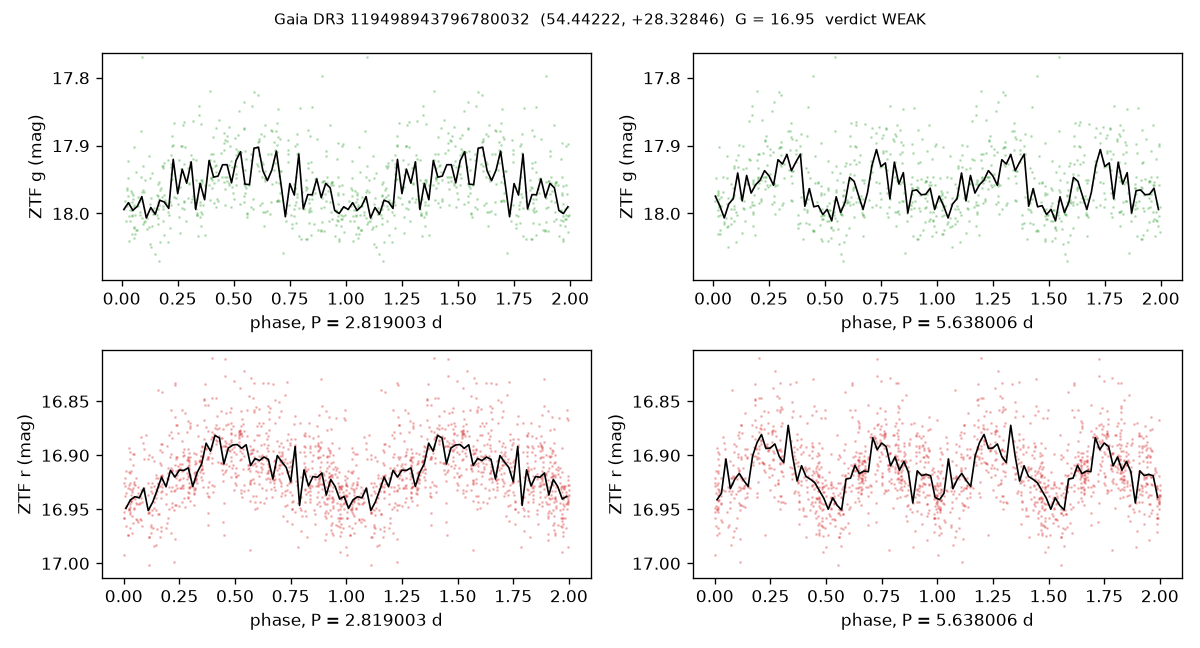 Gaia DR3 119498943796780032  (54.44222, +28.32846)  G = 16.95  verdict WEAK
ZTF g (mag)
17.8
17.9
18.0
0.00 0.25 0.50 0.75 1.00 1.25 1.50 1.75 2.00
phase, P = 2.819003 d
ZTF g (mag)
17.8
17.9
18.0
0.00 0.25 0.50 0.75 1.00 1.25 1.50 1.75 2.00
phase, P = 5.638006 d
ZTF r (mag)
16.85
16.90
16.95
17.00
0.00 0.25 0.50 0.75 1.00 1.25 1.50 1.75 2.00
phase, P = 2.819003 d
ZTF r (mag)
16.85
16.90
16.95
17.00
0.00 0.25 0.50 0.75 1.00 1.25 1.50 1.75 2.00
phase, P = 5.638006 d